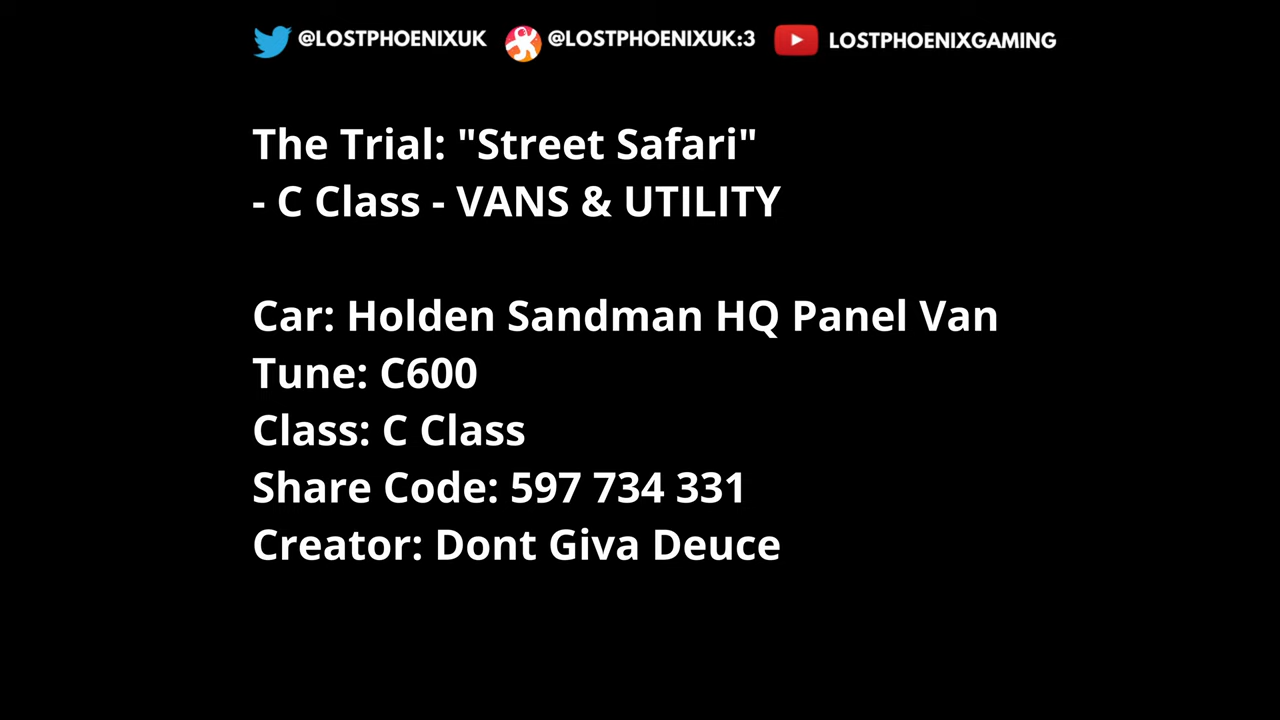 @LOSTPHOENIXUK @LOSTPHOENIXUK:3 LOSTPHOENIXGAMING
The Trial: "Street Safari"
- C Class - VANS & UTILITY
Car: Holden Sandman HQ Panel Van
Tune: C600
Class: C Class
Share Code: 597 734 331
Creator: Dont Giva Deuce